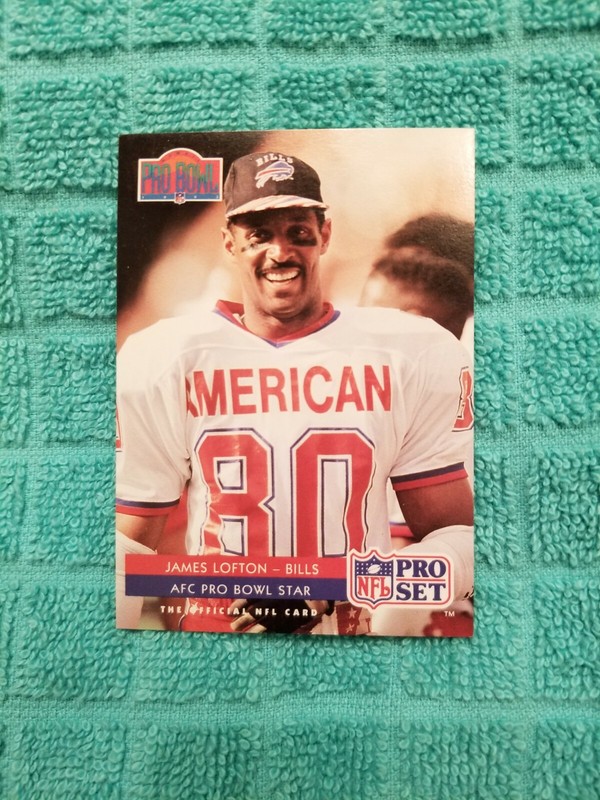 PRO BOWL
BILLS
AMERICAN
80
JAMES LOFTON – BILLS
AFC PRO BOWL STAR
THE OFFICIAL NFL CARD
NFL
PRO
SET
TM